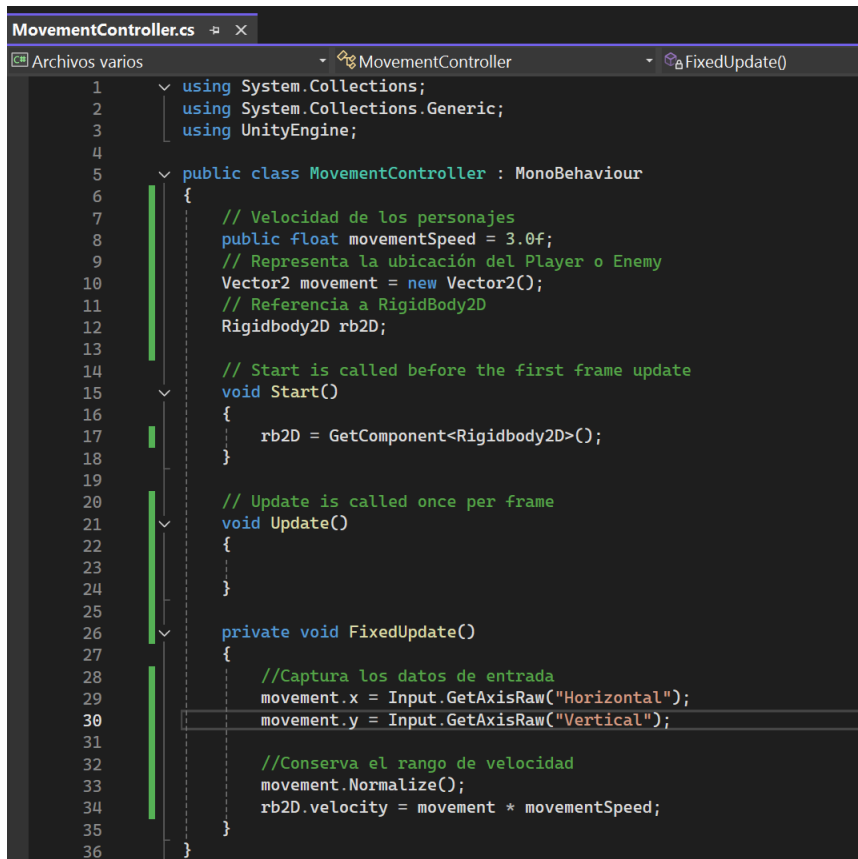 MovementController.cs
C# Archivos varios MovementController FixedUpdate()
1 using System.Collections;
2 using System.Collections.Generic;
3 using UnityEngine;
4
5 public class MovementController : MonoBehaviour
6 {
7 // Velocidad de los personajes
8 public float movementSpeed = 3.0f;
9 // Representa la ubicación del Player o Enemy
10 Vector2 movement = new Vector2();
11 // Referencia a RigidBody2D
12 Rigidbody2D rb2D;
13
14 // Start is called before the first frame update
15 void Start()
16 {
17 rb2D = GetComponent<Rigidbody2D>();
18 }
19
20 // Update is called once per frame
21 void Update()
22 {
23
24 }
25
26 private void FixedUpdate()
27 {
28 //Captura los datos de entrada
29 movement.x = Input.GetAxisRaw("Horizontal");
30 movement.y = Input.GetAxisRaw("Vertical");
31
32 //Conserva el rango de velocidad
33 movement.Normalize();
34 rb2D.velocity = movement * movementSpeed;
35 }
36 }